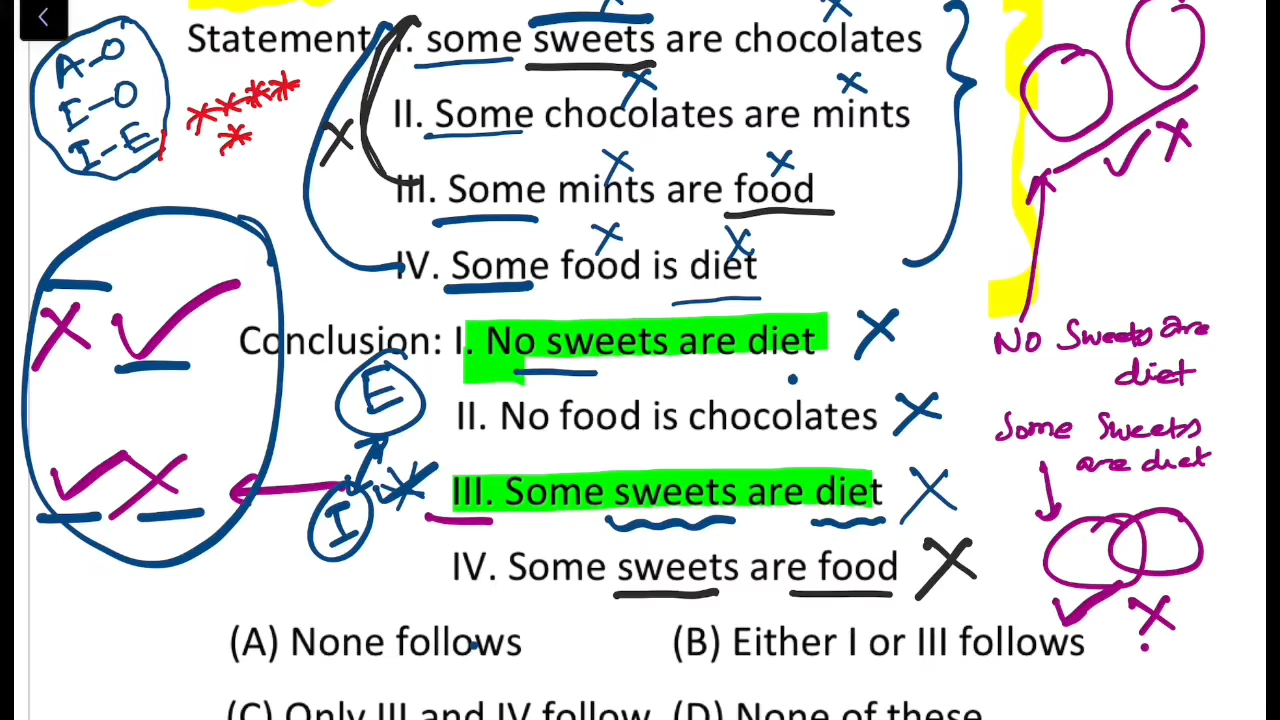 Statement: I. some sweets are chocolates
II. Some chocolates are mints
III. Some mints are food
IV. Some food is diet
Conclusion: I. No sweets are diet
II. No food is chocolates
III. Some sweets are diet
IV. Some sweets are food
(A) None follows (B) Either I or III follows
(C) Only III and IV follow (D) None of these
A-O
I-O
I-E
E
I
No Sweets are
diet
Some Sweets
are diet